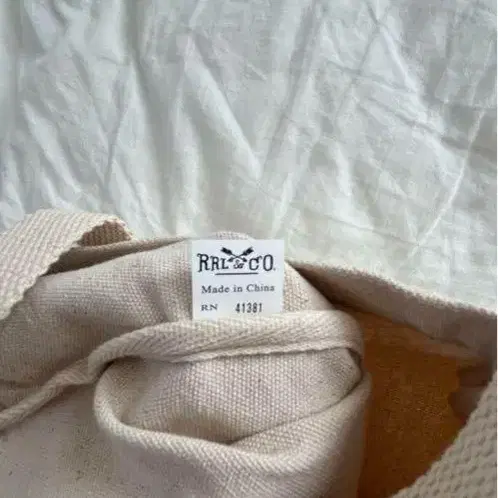 RRL & CO.
Made in China
RN 41381